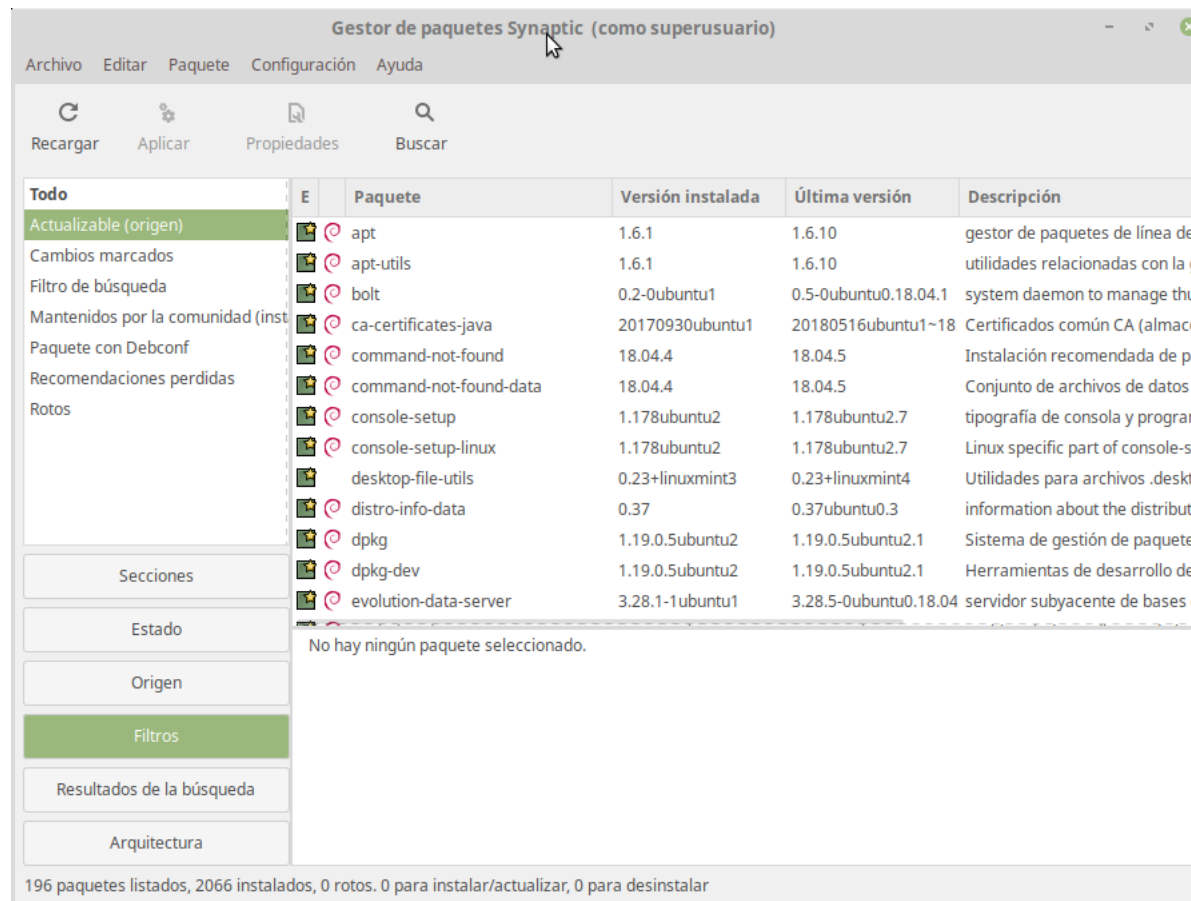 Gestor de paquetes Synaptic (como superusuario)
Archivo Editar Paquete Configuración Ayuda
Recargar Aplicar Propiedades Buscar
Todo
Actualizable (origen)
Cambios marcados
Filtro de búsqueda
Mantenidos por la comunidad (inst
Paquete con Debconf
Recomendaciones perdidas
Rotos
Secciones
Estado
Origen
Filtros
Resultados de la búsqueda
Arquitectura
E Paquete Versión instalada Última versión Descripción
apt 1.6.1 1.6.10 gestor de paquetes de línea de
apt-utils 1.6.1 1.6.10 utilidades relacionadas con la
bolt 0.2-0ubuntu1 0.5-0ubuntu0.18.04.1 system daemon to manage thu
ca-certificates-java 20170930ubuntu1 20180516ubuntu1~18 Certificados común CA (almac
command-not-found 18.04.4 18.04.5 Instalación recomendada de p
command-not-found-data 18.04.4 18.04.5 Conjunto de archivos de datos
console-setup 1.178ubuntu2 1.178ubuntu2.7 tipografía de consola y progra
console-setup-linux 1.178ubuntu2 1.178ubuntu2.7 Linux specific part of console-s
desktop-file-utils 0.23+linuxmint3 0.23+linuxmint4 Utilidades para archivos .deskt
distro-info-data 0.37 0.37ubuntu0.3 information about the distribut
dpkg 1.19.0.5ubuntu2 1.19.0.5ubuntu2.1 Sistema de gestión de paquete
dpkg-dev 1.19.0.5ubuntu2 1.19.0.5ubuntu2.1 Herramientas de desarrollo de
evolution-data-server 3.28.1-1ubuntu1 3.28.5-0ubuntu0.18.04 servidor subyacente de bases
No hay ningún paquete seleccionado.
196 paquetes listados, 2066 instalados, 0 rotos. 0 para instalar/actualizar, 0 para desinstalar